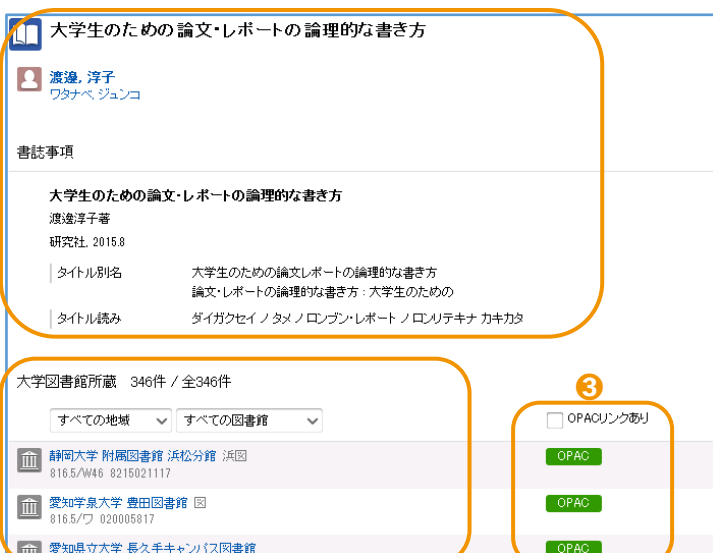 大学生のための論文・レポートの論理的な書き方
渡邉, 淳子
ワタナベ, ジュンコ
書誌事項
大学生のための論文・レポートの論理的な書き方
渡邉淳子著
研究社, 2015.8
タイトル別名 大学生のための論文レポートの論理的な書き方
論文・レポートの論理的な書き方 : 大学生のための
タイトル読み ダイガクセイ ノ タメ ノ ロンブン・レポート ノ ロンリテキナ カキカタ
大学図書館所蔵 346件 / 全346件
❸
すべての地域 すべての図書館 OPACリンクあり
静岡大学 附属図書館 浜松分館 浜図 OPAC
816.5/W46 8215021117
愛知学泉大学 豊田図書館 図 OPAC
816.5/ワ 020005817
愛知県立大学 長久手キャンパス図書館 OPAC